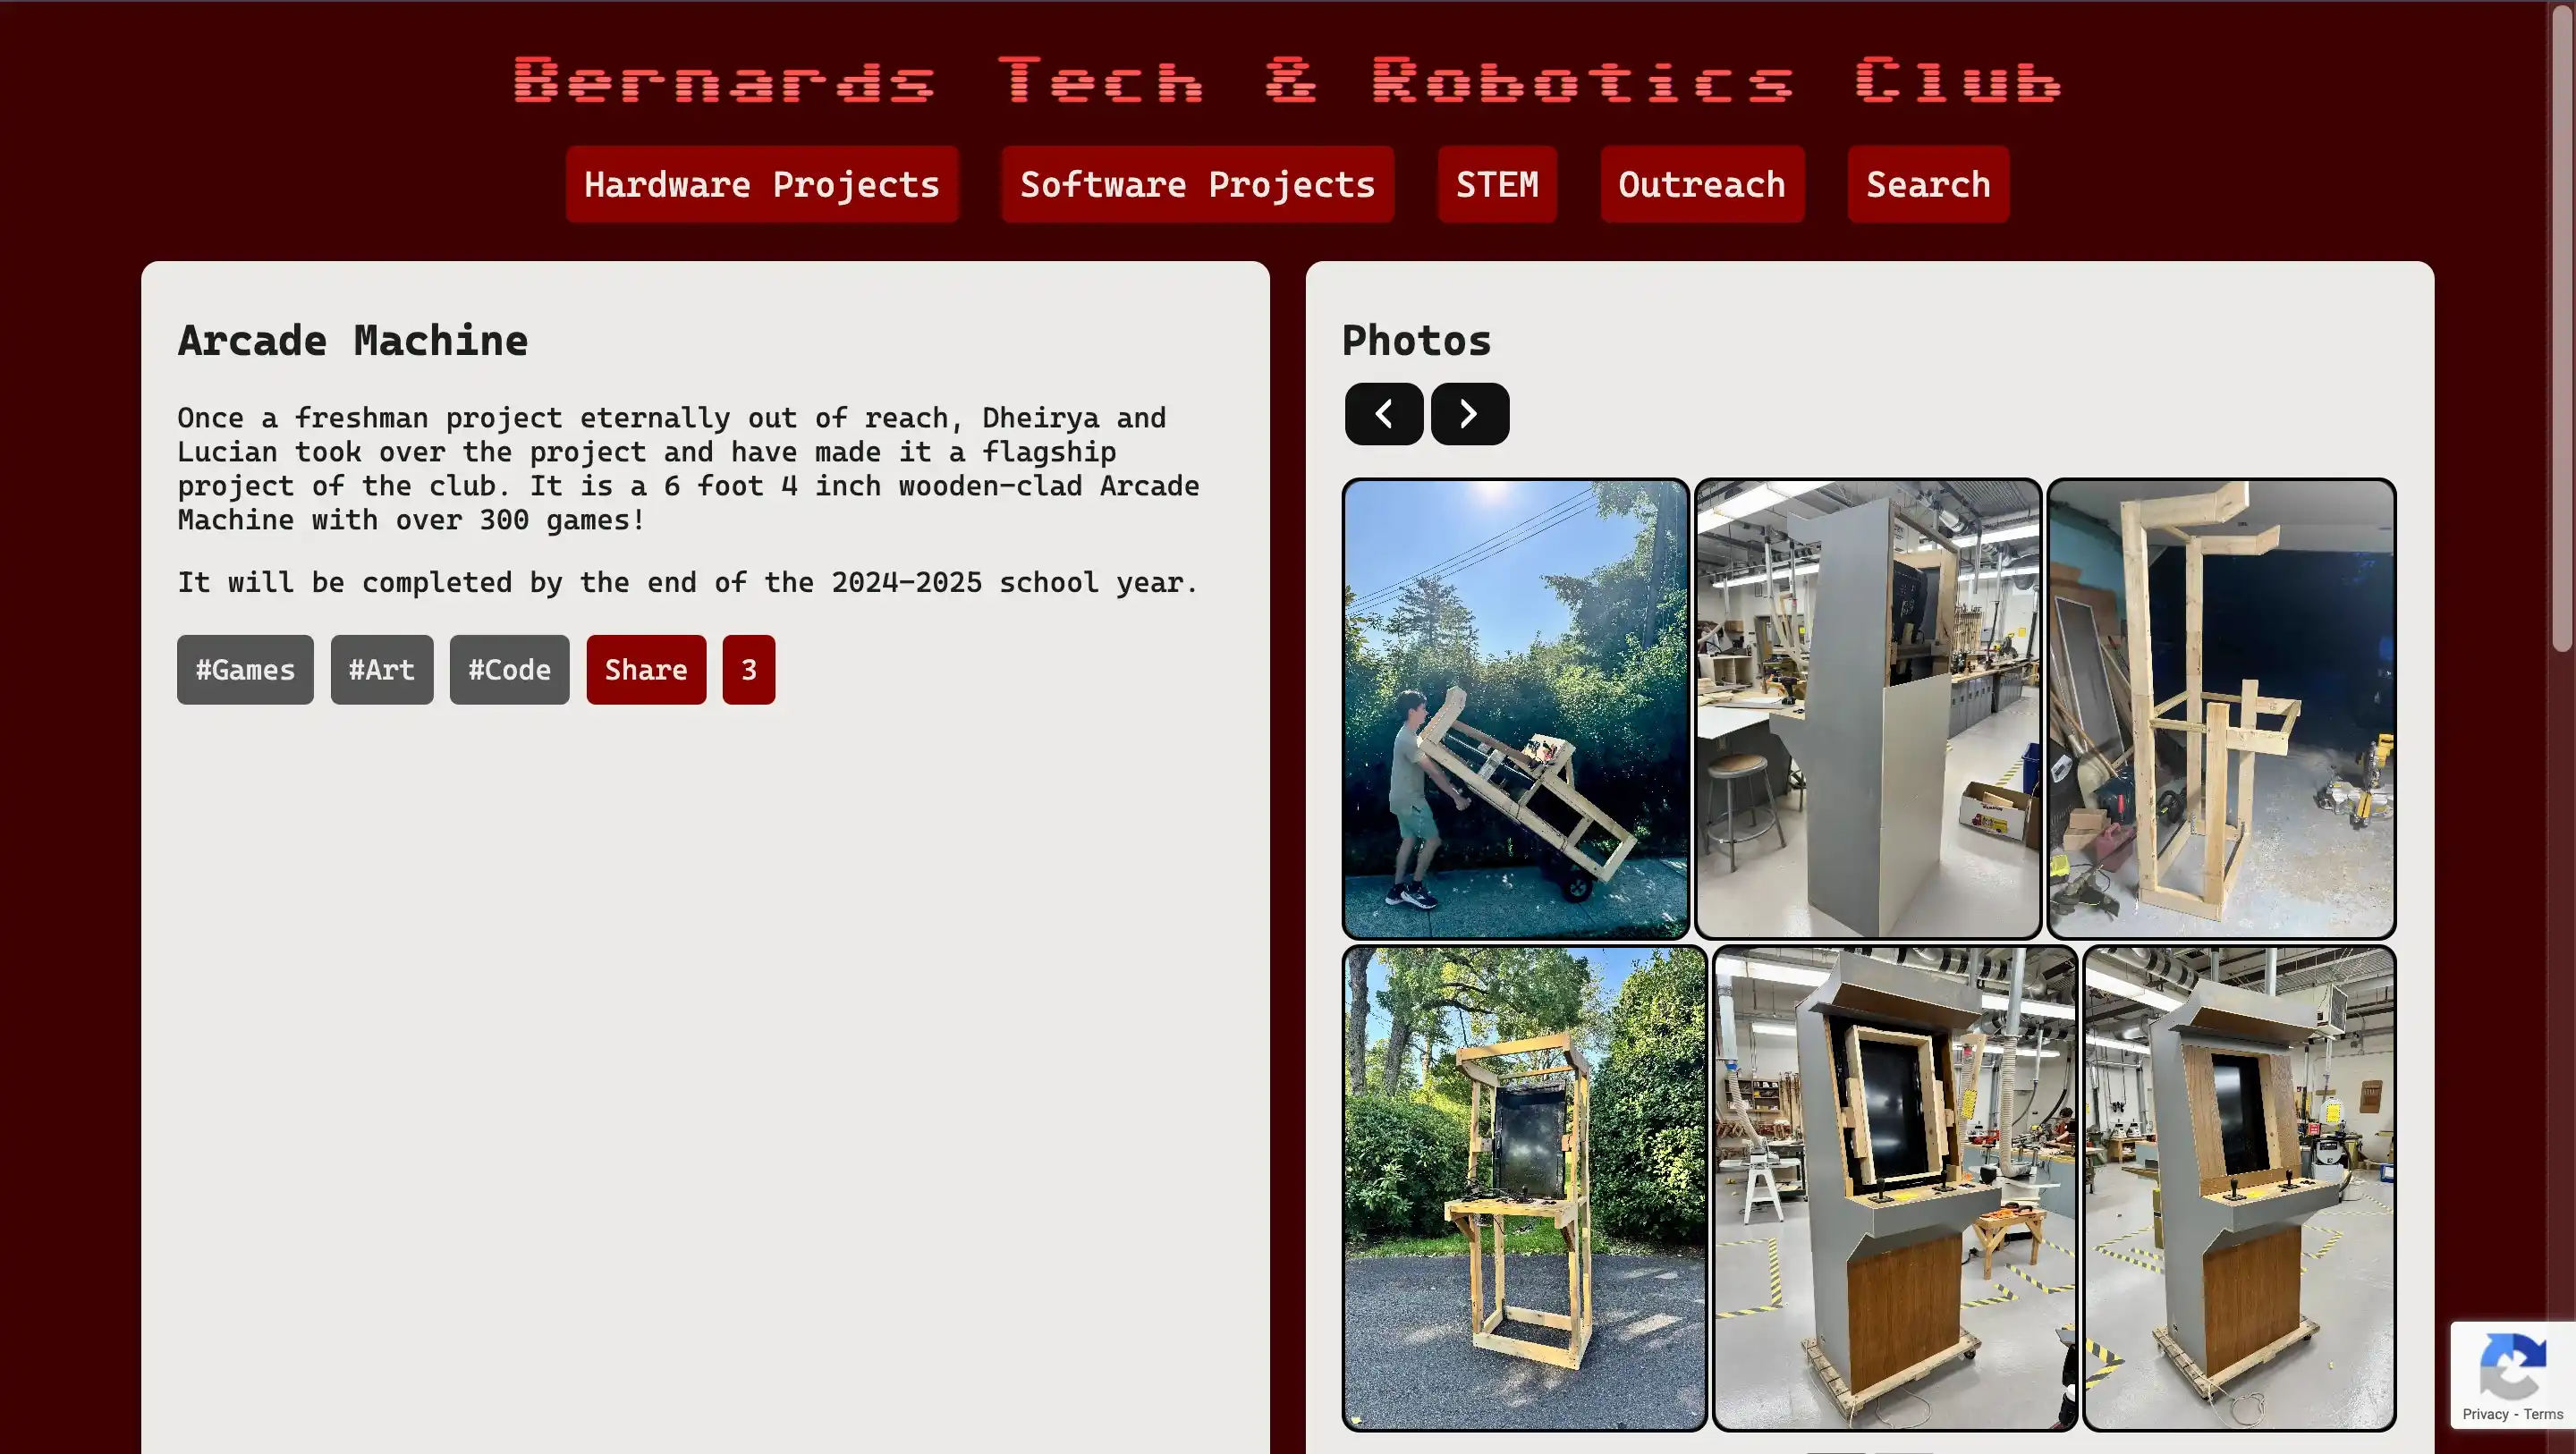 Bernards Tech & Robotics Club
Hardware Projects
Software Projects
STEM
Outreach
Search
Arcade Machine
Once a freshman project eternally out of reach, Dheirya and
Lucian took over the project and have made it a flagship
project of the club. It is a 6 foot 4 inch wooden-clad Arcade
Machine with over 300 games!
It will be completed by the end of the 2024-2025 school year.
#Games
#Art
#Code
Share
3
Photos
Privacy - Terms